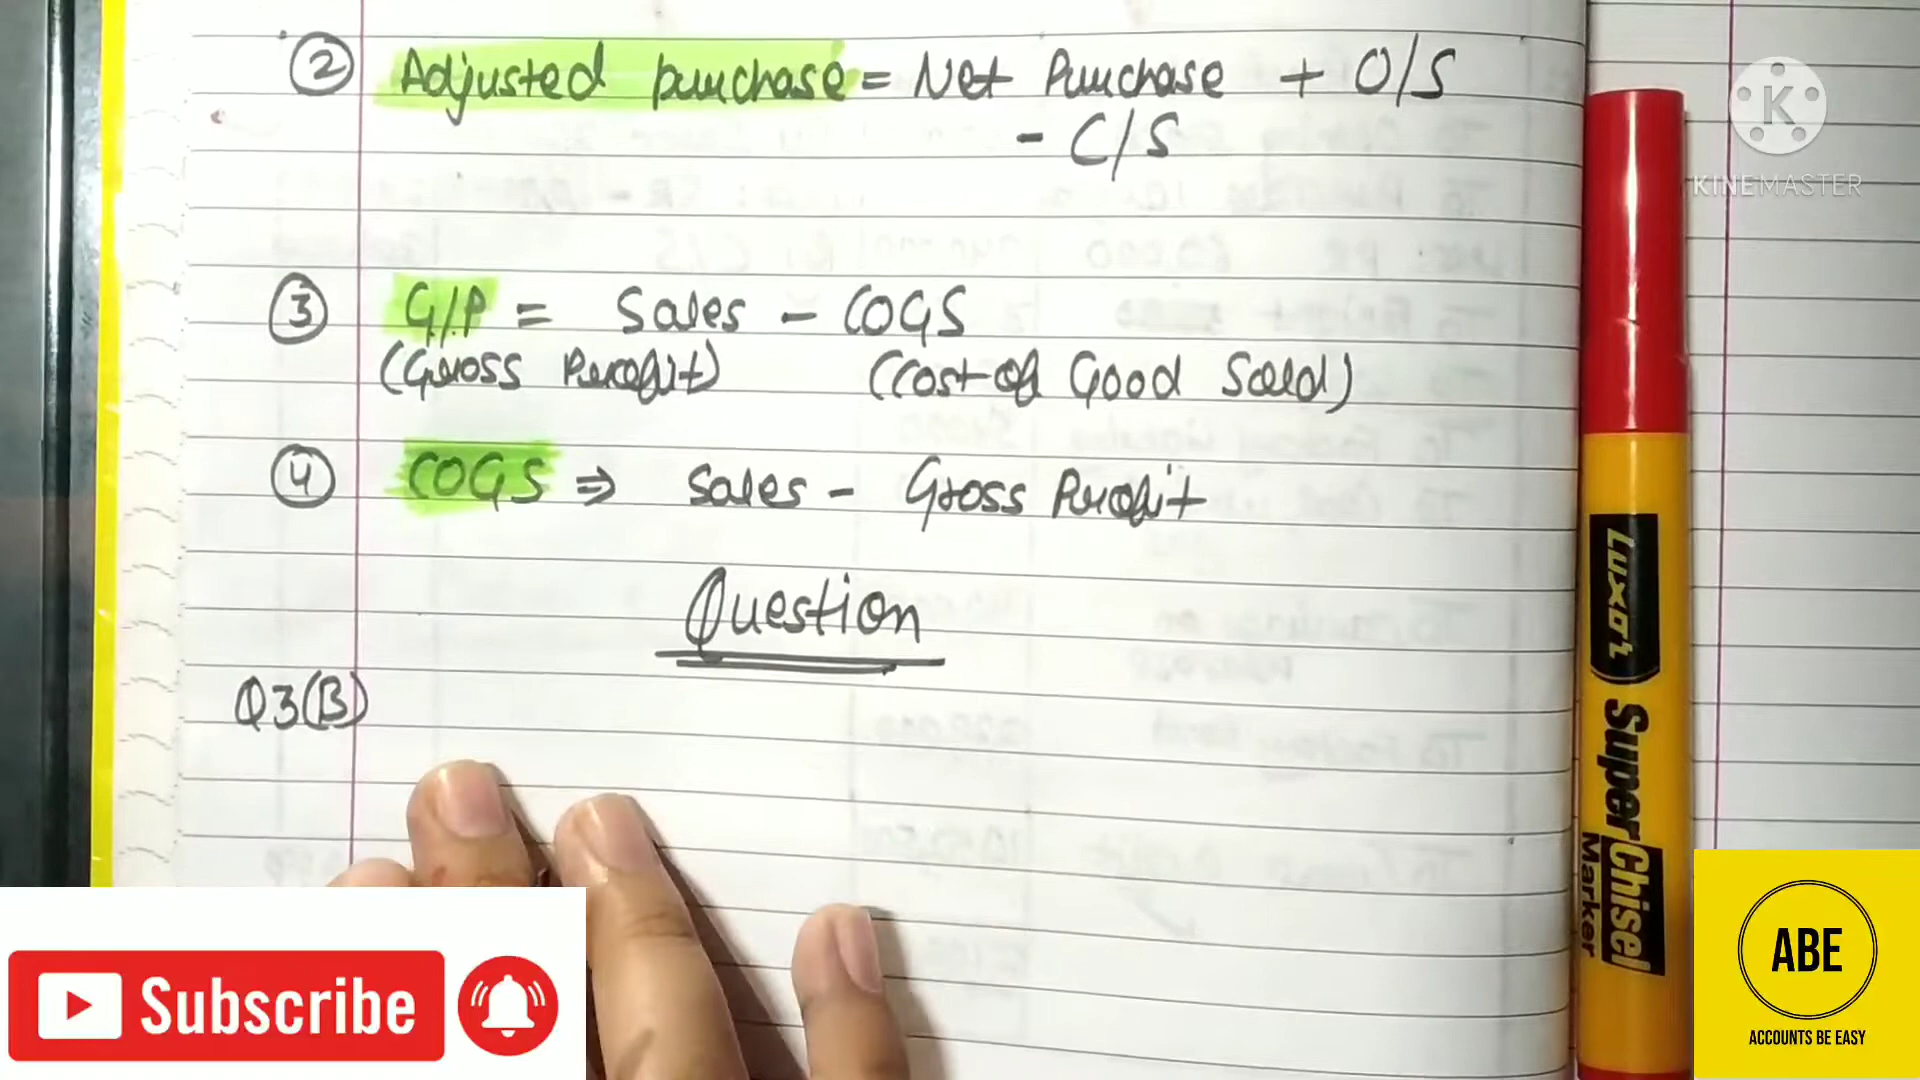 ② Adjusted purchase = Net Purchase + O/S
- C/S
③ G/P = Sales - COGS
(Gross Profit) (Cost of Good Sold)
④ COGS ⇒ Sales - Gross Profit
Question
Q3(B)
K
KINEMASTER
Luxor
SuperChisel
Marker
Subscribe
ABE
ACCOUNTS BE EASY